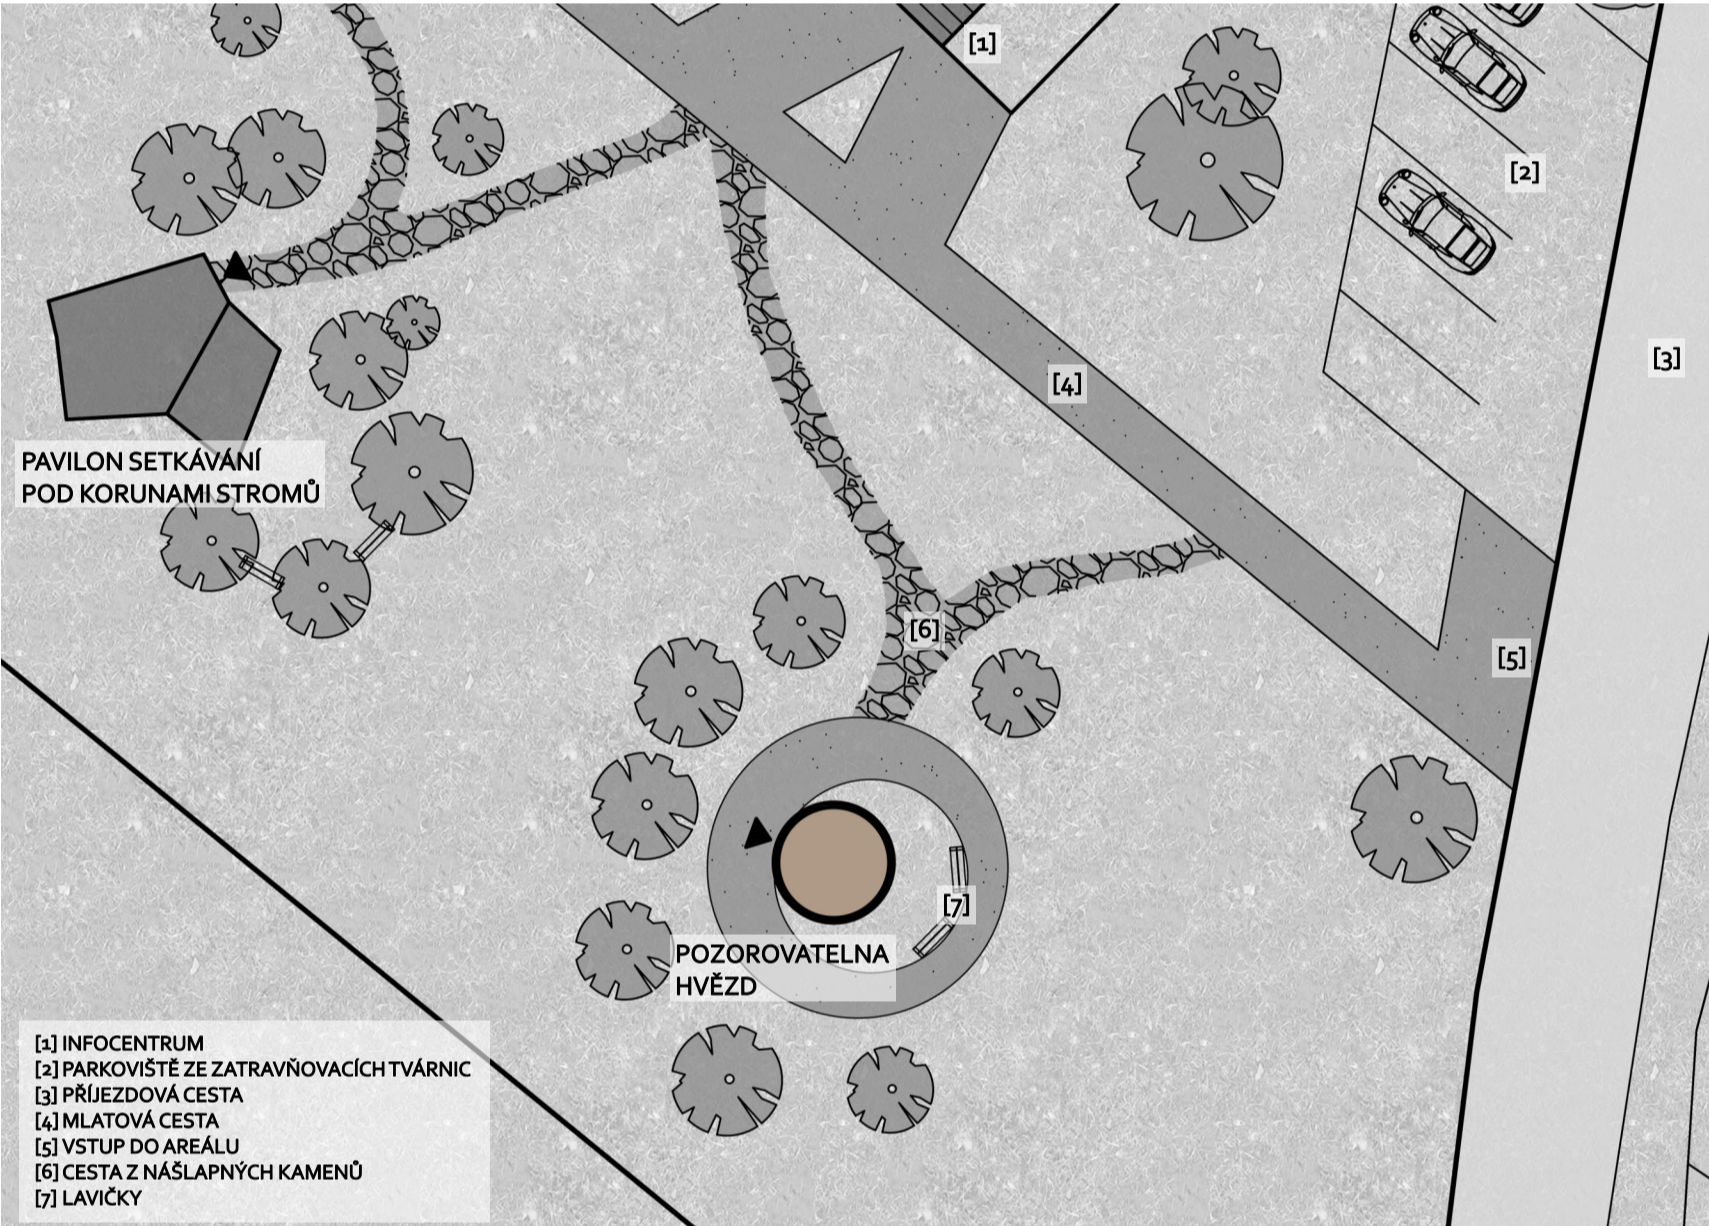 [1]
[2]
[3]
[4]
PAVILON SETKÁVÁNÍ
POD KORUNAMI STROMŮ
[6]
[5]
[7]
POZOROVATELNA
HVĚZD
[1] INFOCENTRUM
[2] PARKOVIŠTĚ ZE ZATRAVŇOVACÍCH TVÁRNIC
[3] PŘÍJEZDOVÁ CESTA
[4] MLATOVÁ CESTA
[5] VSTUP DO AREÁLU
[6] CESTA Z NÁŠLAPNÝCH KAMENŮ
[7] LAVIČKY